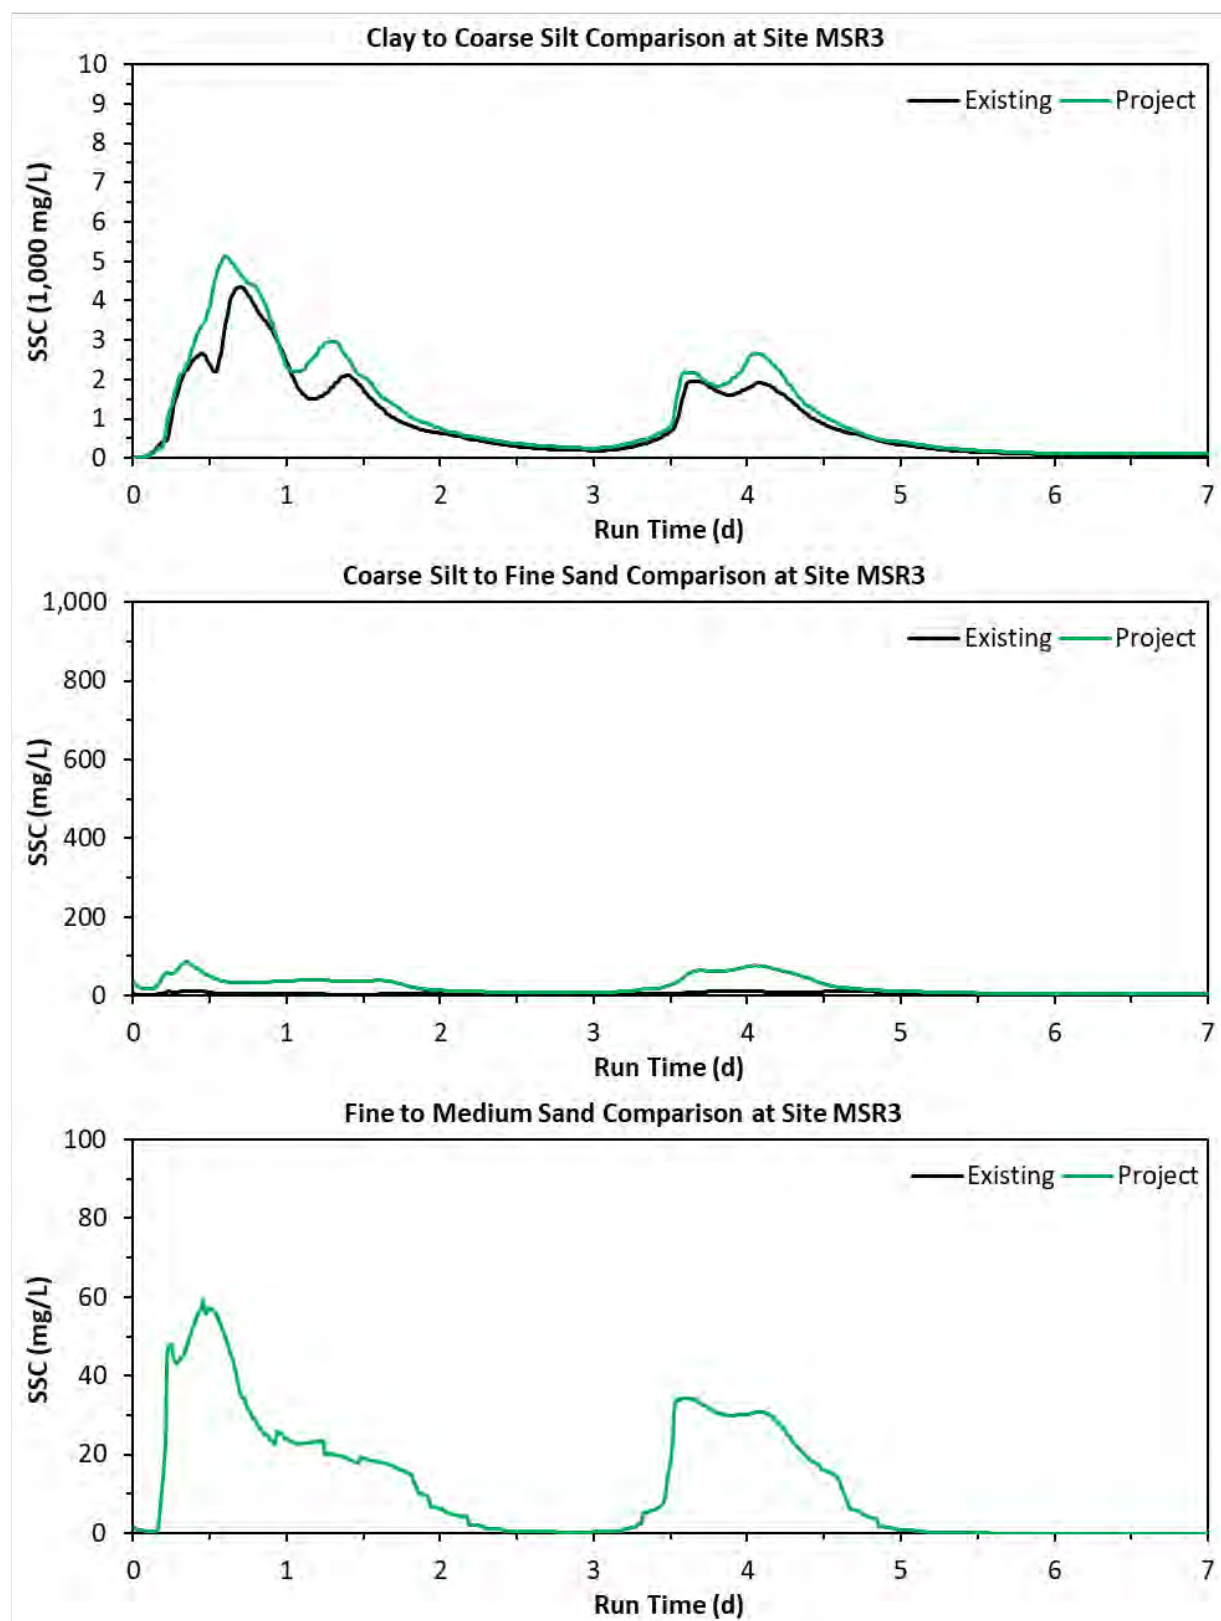 Clay to Coarse Silt Comparison at Site MSR3
SSC (1,000 mg/L)
10
9
8
7
6
5
4
3
2
1
0
Existing Project
0 1 2 3 4 5 6 7
Run Time (d)
Coarse Silt to Fine Sand Comparison at Site MSR3
SSC (mg/L)
1,000
800
600
400
200
0
Existing Project
0 1 2 3 4 5 6 7
Run Time (d)
Fine to Medium Sand Comparison at Site MSR3
SSC (mg/L)
100
80
60
40
20
0
Existing Project
0 1 2 3 4 5 6 7
Run Time (d)